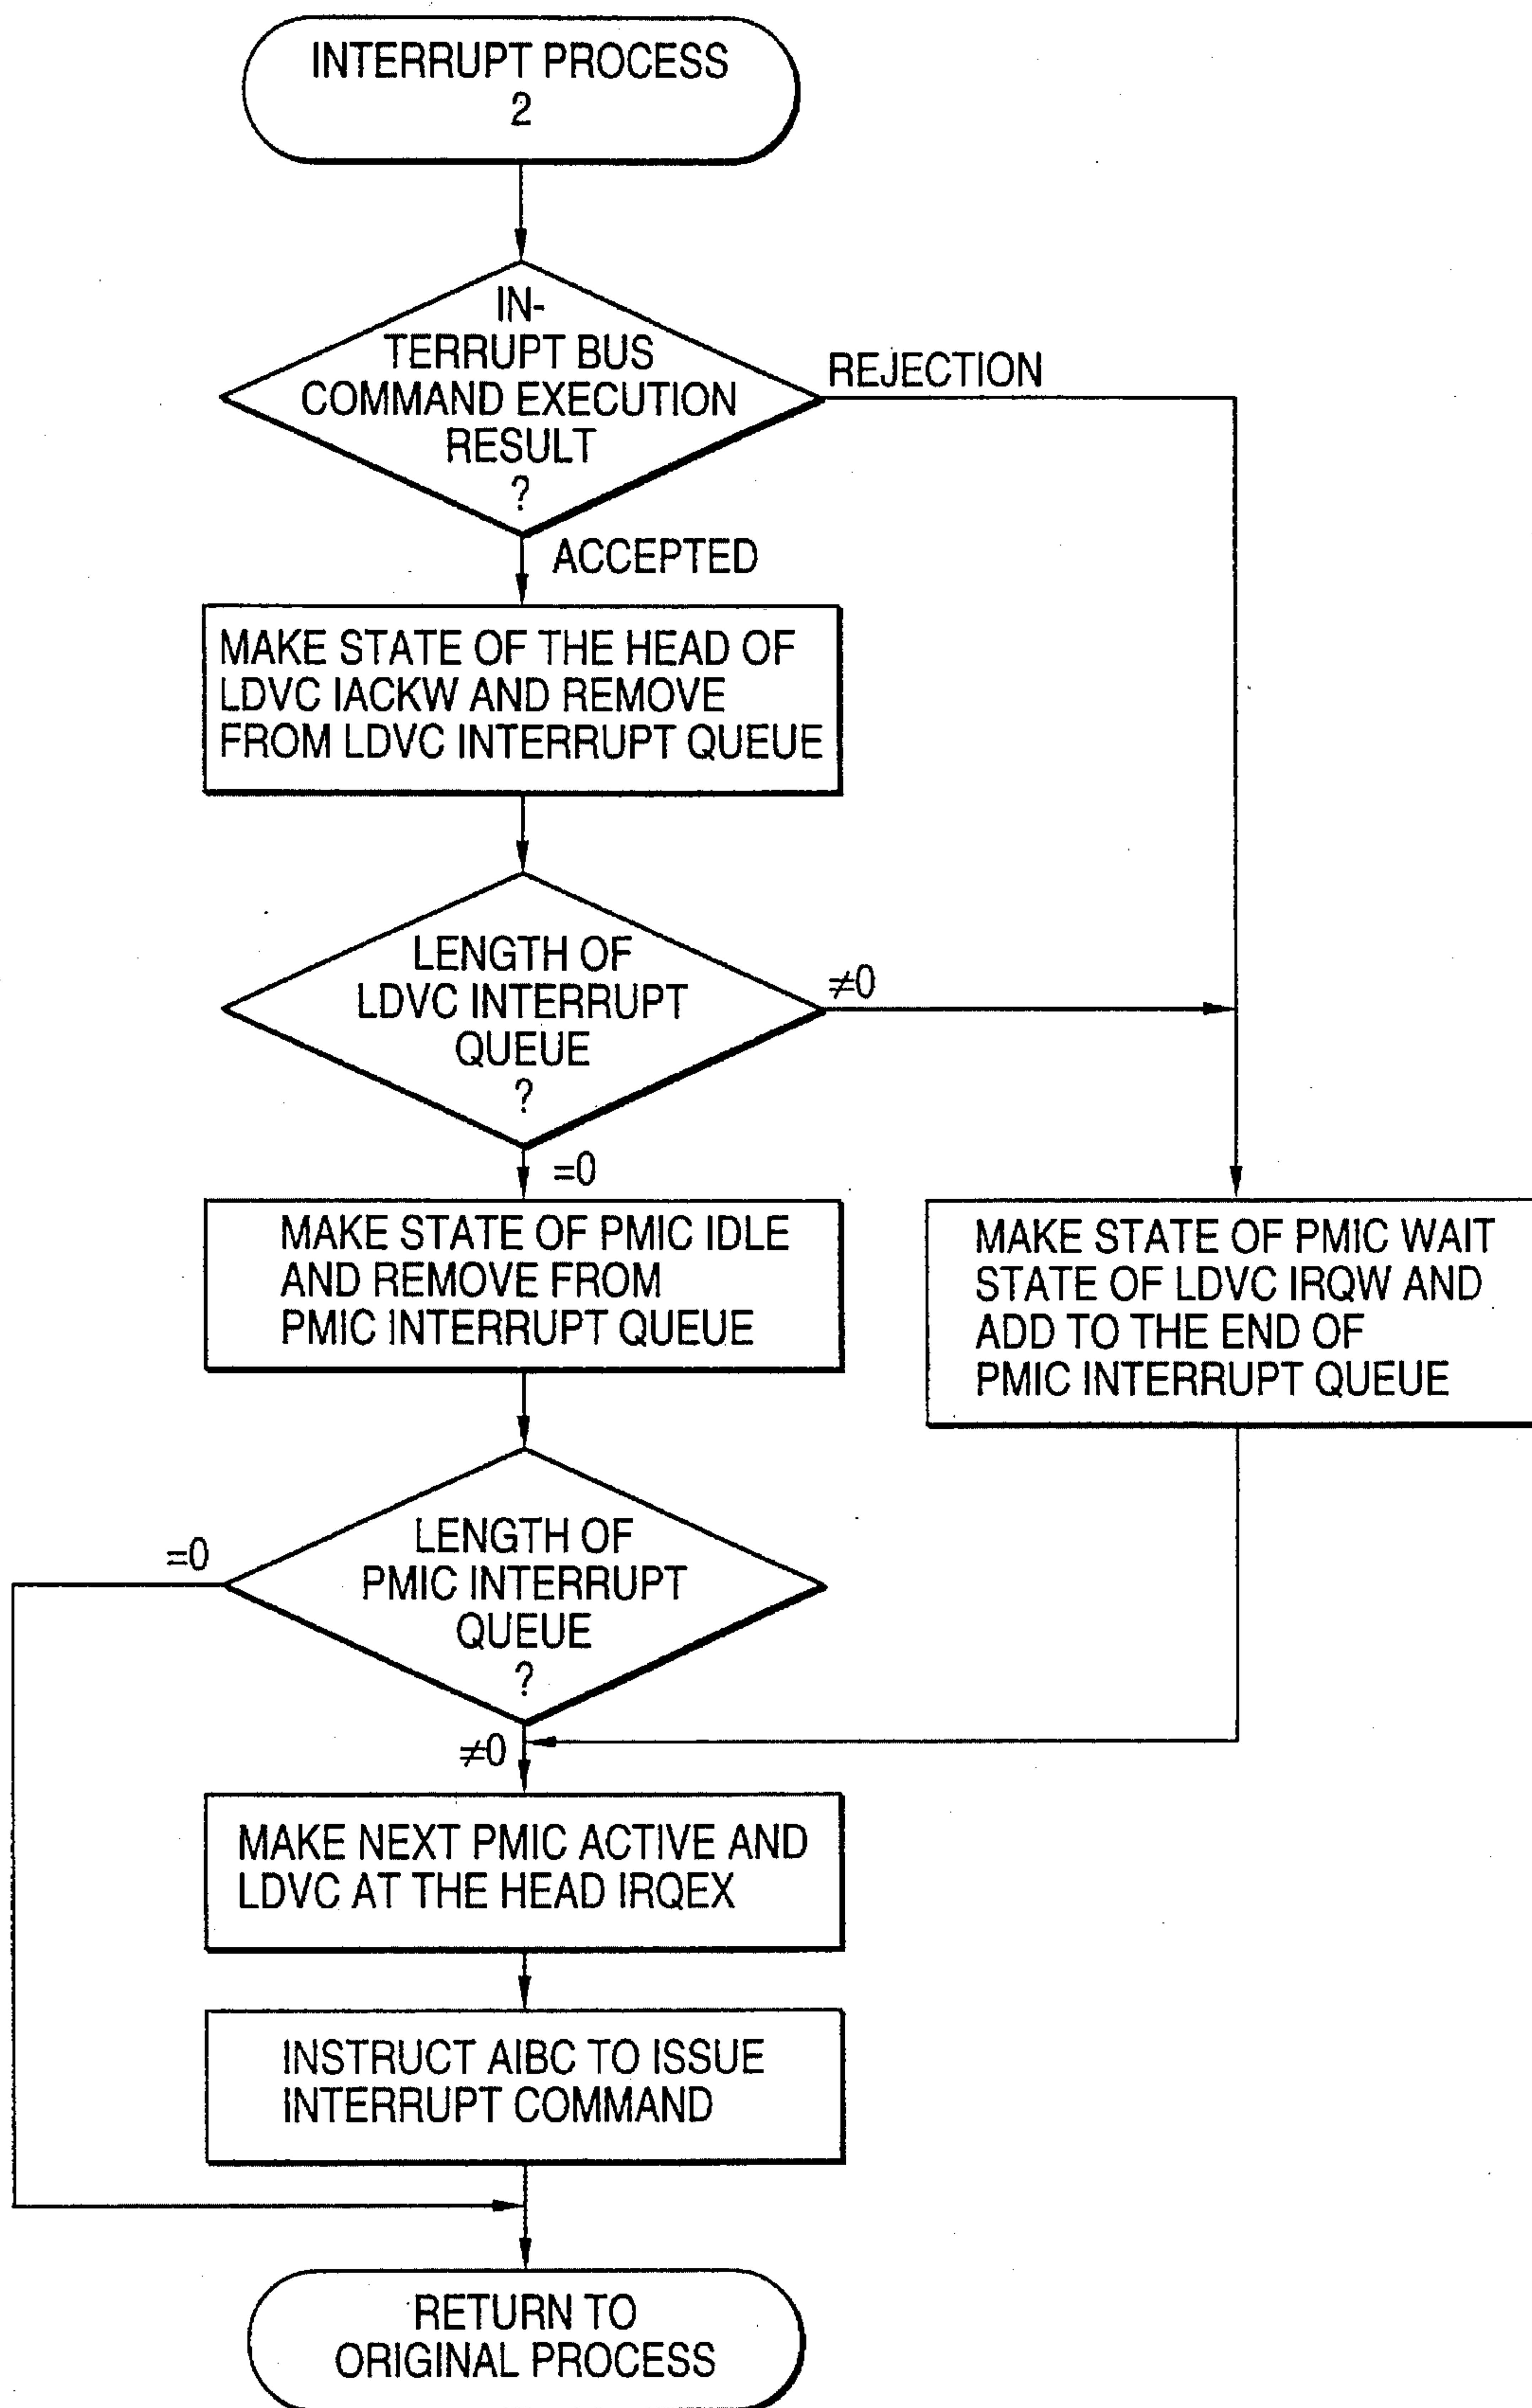 INTERRUPT PROCESS
2
IN-
TERRUPT BUS
COMMAND EXECUTION
RESULT
?
REJECTION
ACCEPTED
MAKE STATE OF THE HEAD OF
LDVC IACKW AND REMOVE
FROM LDVC INTERRUPT QUEUE
LENGTH OF
LDVC INTERRUPT
QUEUE
?
≠0
=0
MAKE STATE OF PMIC IDLE
AND REMOVE FROM
PMIC INTERRUPT QUEUE
MAKE STATE OF PMIC WAIT
STATE OF LDVC IRQW AND
ADD TO THE END OF
PMIC INTERRUPT QUEUE
LENGTH OF
PMIC INTERRUPT
QUEUE
?
=0
≠0
MAKE NEXT PMIC ACTIVE AND
LDVC AT THE HEAD IRQEX
INSTRUCT AIBC TO ISSUE
INTERRUPT COMMAND
RETURN TO
ORIGINAL PROCESS